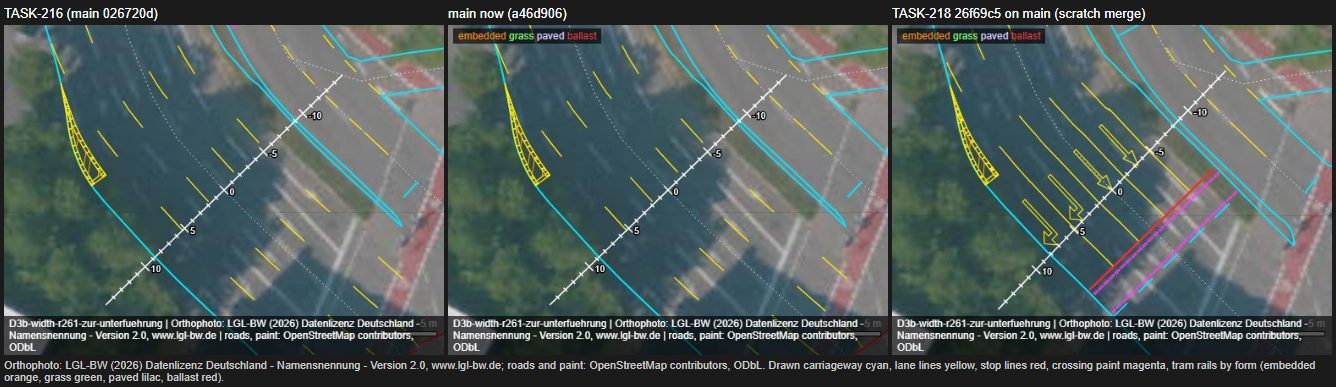 TASK-216 (main 026720d)
main now (a46d906)
TASK-218 26f69c5 on main (scratch merge)
embedded grass paved ballast
embedded grass paved ballast
-10
-5
0
5
10
-10
-5
0
5
10
-10
-5
0
5
10
D3b-width-r261-zur-unterfuehrung | Orthophoto: LGL-BW (2026) Datenlizenz Deutschland -
Namensnennung - Version 2.0, www.lgl-bw.de | roads, paint: OpenStreetMap contributors,
ODbL
5 m
D3b-width-r261-zur-unterfuehrung | Orthophoto: LGL-BW (2026) Datenlizenz Deutschland -
Namensnennung - Version 2.0, www.lgl-bw.de | roads, paint: OpenStreetMap contributors,
ODbL
5 m
D3b-width-r261-zur-unterfuehrung | Orthophoto: LGL-BW (2026) Datenlizenz Deutschland -
Namensnennung - Version 2.0, www.lgl-bw.de | roads, paint: OpenStreetMap contributors,
ODbL
5 m
Orthophoto: LGL-BW (2026) Datenlizenz Deutschland - Namensnennung - Version 2.0, www.lgl-bw.de; roads and paint: OpenStreetMap contributors, ODbL. Drawn carriageway cyan, lane lines yellow, stop lines red, crossing paint magenta, tram rails by form (embedded
orange, grass green, paved lilac, ballast red).